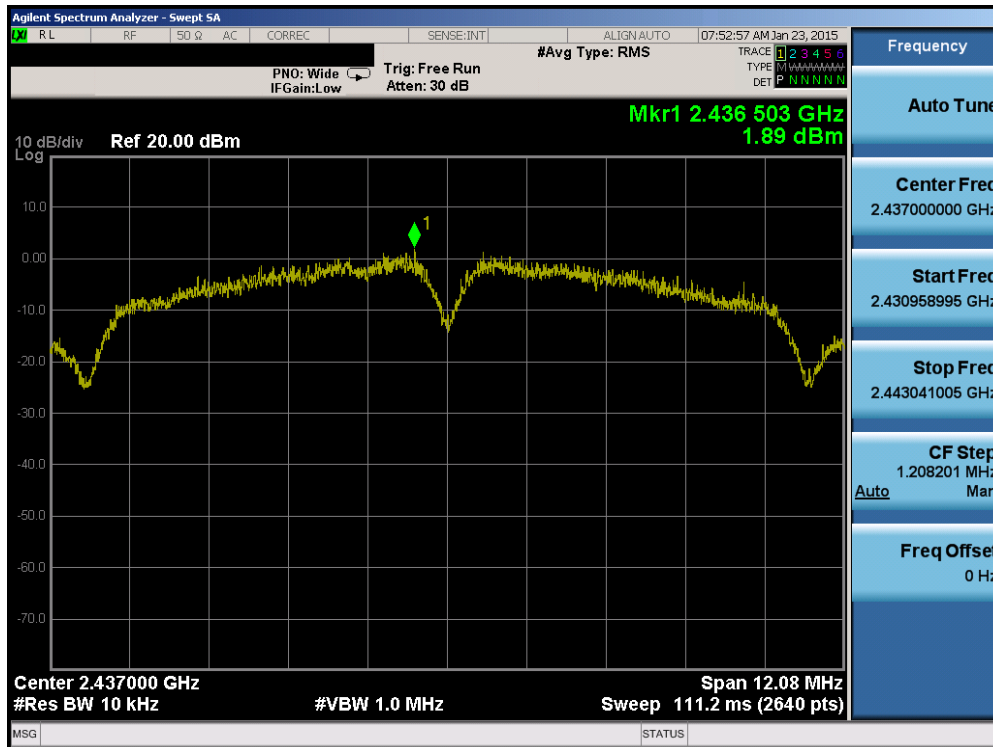 Agilent Spectrum Analyzer - Swept SA
LXI RL RF 50 Ω AC CORREC SENSE:INT ALIGN AUTO 07:52:57 AM Jan 23, 2015
#Avg Type: RMS
TRACE 1 2 3 4 5 6
PNO: Wide Trig: Free Run
TYPE M WWWWW
IFGain:Low Atten: 30 dB
DET P N N N N N
Mkr1 2.436 503 GHz
1.89 dBm
10 dB/div Ref 20.00 dBm
Log
1
10.0
0.00
-10.0
-20.0
-30.0
-40.0
-50.0
-60.0
-70.0
Center 2.437000 GHz Span 12.08 MHz
#Res BW 10 kHz #VBW 1.0 MHz Sweep 111.2 ms (2640 pts)
MSG STATUS
Frequency
Auto Tune
Center Freq
2.437000000 GHz
Start Freq
2.430958995 GHz
Stop Freq
2.443041005 GHz
CF Step
1.208201 MHz
Auto Man
Freq Offset
0 Hz